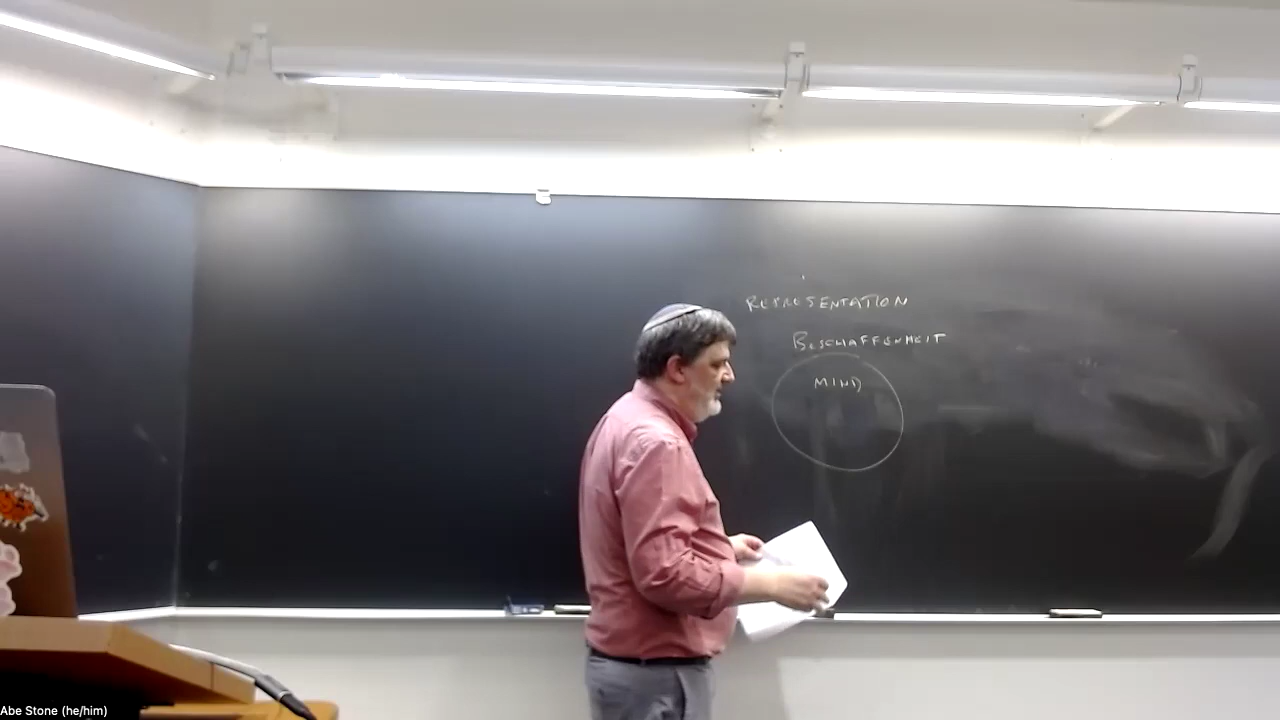 REPRESENTATION
BESCHAFFENHEIT
MIND
Abe Stone (he/him)